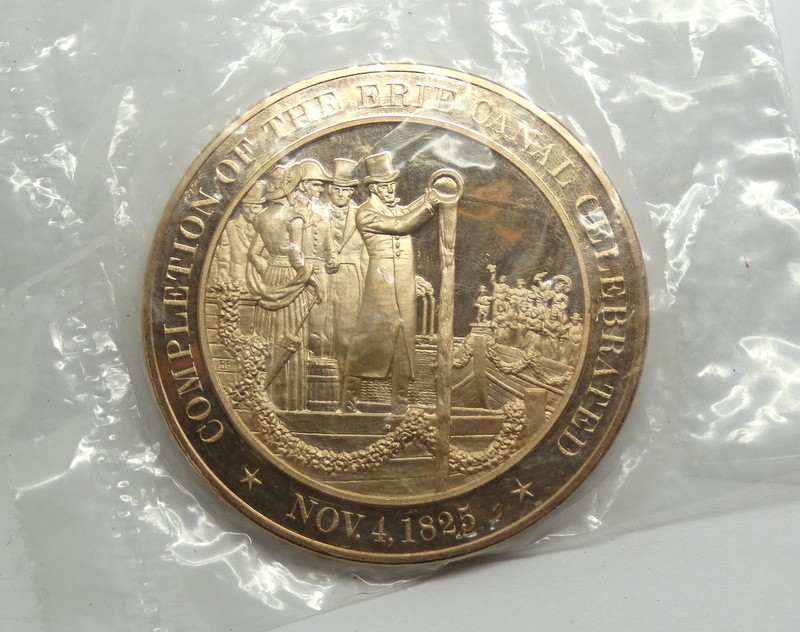 COMPLETION OF THE ERIE CANAL CELEBRATED
NOV. 4, 1825